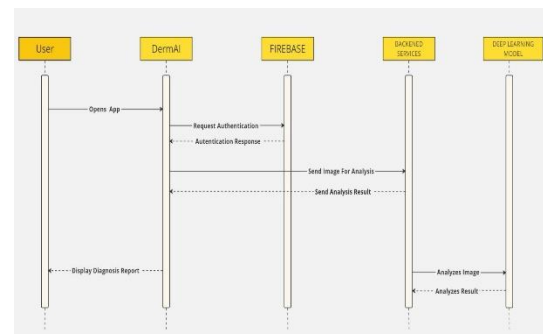 User
DermAI
FIREBASE
BACKENED
SERVICES
DEEP LEARNING
MODEL
Opens App
Request Authentication
Autentication Response
Send Image For Analysis
Send Analysis Result
Display Diagnosis Report
Analyzes Image
Analyzes Result